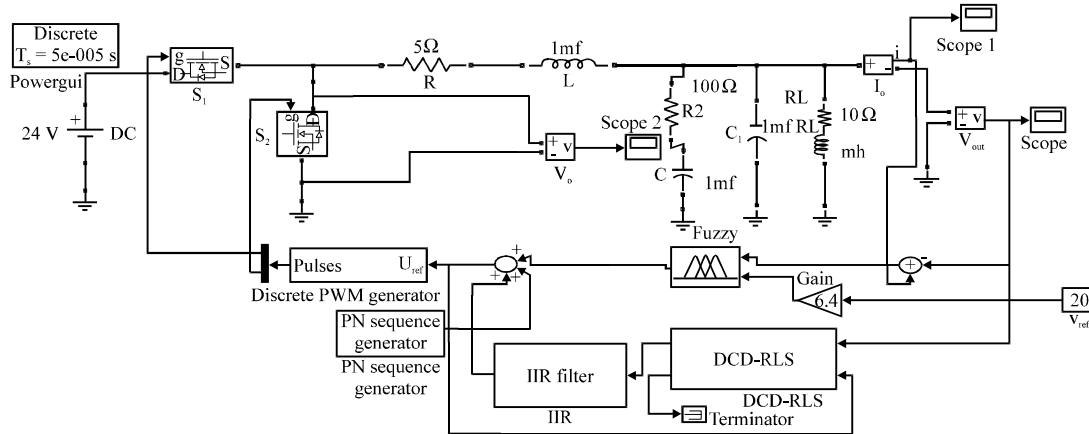 Discrete
Ts = 5e-005 s
Powergui
24 V
+
DC
g
S
D
S1
5Ω
R
1mf
L
S2
g
D
S
+
-
v
Vo
Scope 2
100Ω
R2
C
1mf
C1
1mf
RL
RL
10Ω
mh
+
-
i
Io
Scope 1
+
-
v
Vout
Scope
Pulses
Uref
Discrete PWM generator
+
+
+
Fuzzy
Gain
6.4
+
-
20
vref
PN sequence
generator
PN sequence
generator
IIR filter
IIR
DCD-RLS
DCD-RLS
Terminator